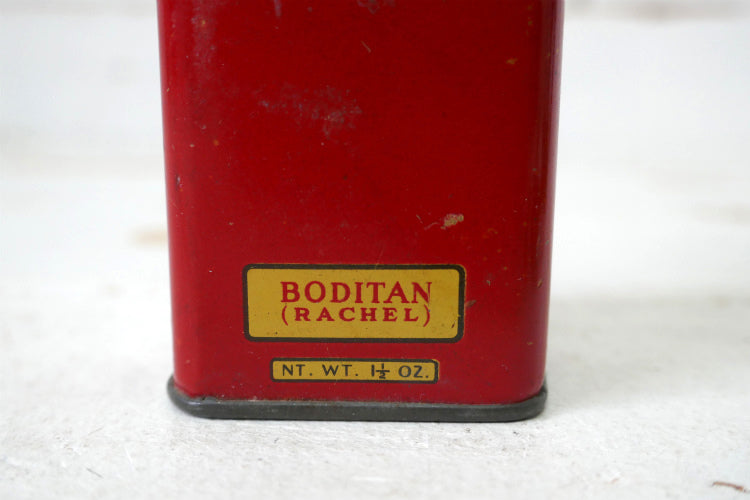 BODITAN
(RACHEL)
NT. WT. 1½ OZ.